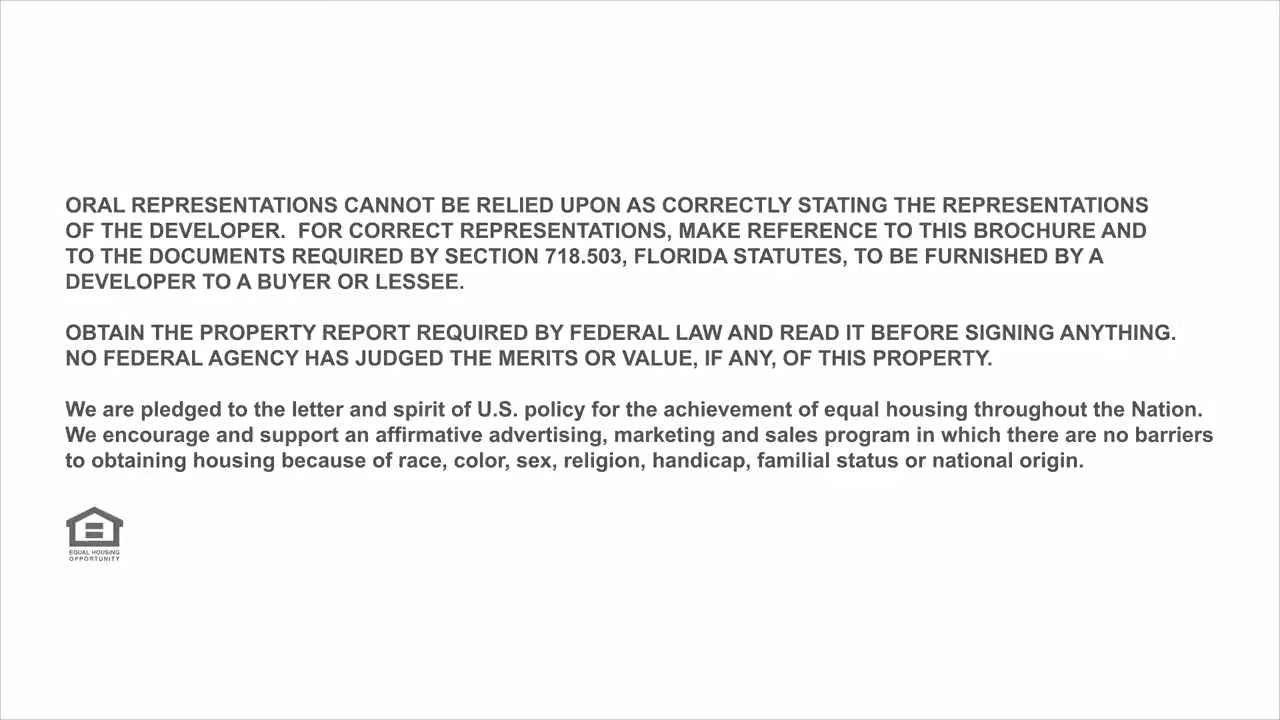 ORAL REPRESENTATIONS CANNOT BE RELIED UPON AS CORRECTLY STATING THE REPRESENTATIONS
OF THE DEVELOPER.  FOR CORRECT REPRESENTATIONS, MAKE REFERENCE TO THIS BROCHURE AND
TO THE DOCUMENTS REQUIRED BY SECTION 718.503, FLORIDA STATUTES, TO BE FURNISHED BY A
DEVELOPER TO A BUYER OR LESSEE.
OBTAIN THE PROPERTY REPORT REQUIRED BY FEDERAL LAW AND READ IT BEFORE SIGNING ANYTHING.
NO FEDERAL AGENCY HAS JUDGED THE MERITS OR VALUE, IF ANY, OF THIS PROPERTY.
We are pledged to the letter and spirit of U.S. policy for the achievement of equal housing throughout the Nation.
We encourage and support an affirmative advertising, marketing and sales program in which there are no barriers
to obtaining housing because of race, color, sex, religion, handicap, familial status or national origin.
EQUAL HOUSING
OPPORTUNITY